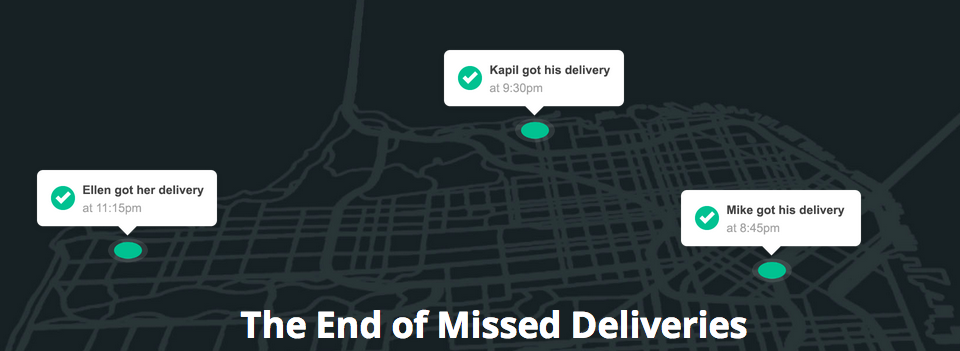 Kapil got his delivery
at 9:30pm
Ellen got her delivery
at 11:15pm
Mike got his delivery
at 8:45pm
The End of Missed Deliveries